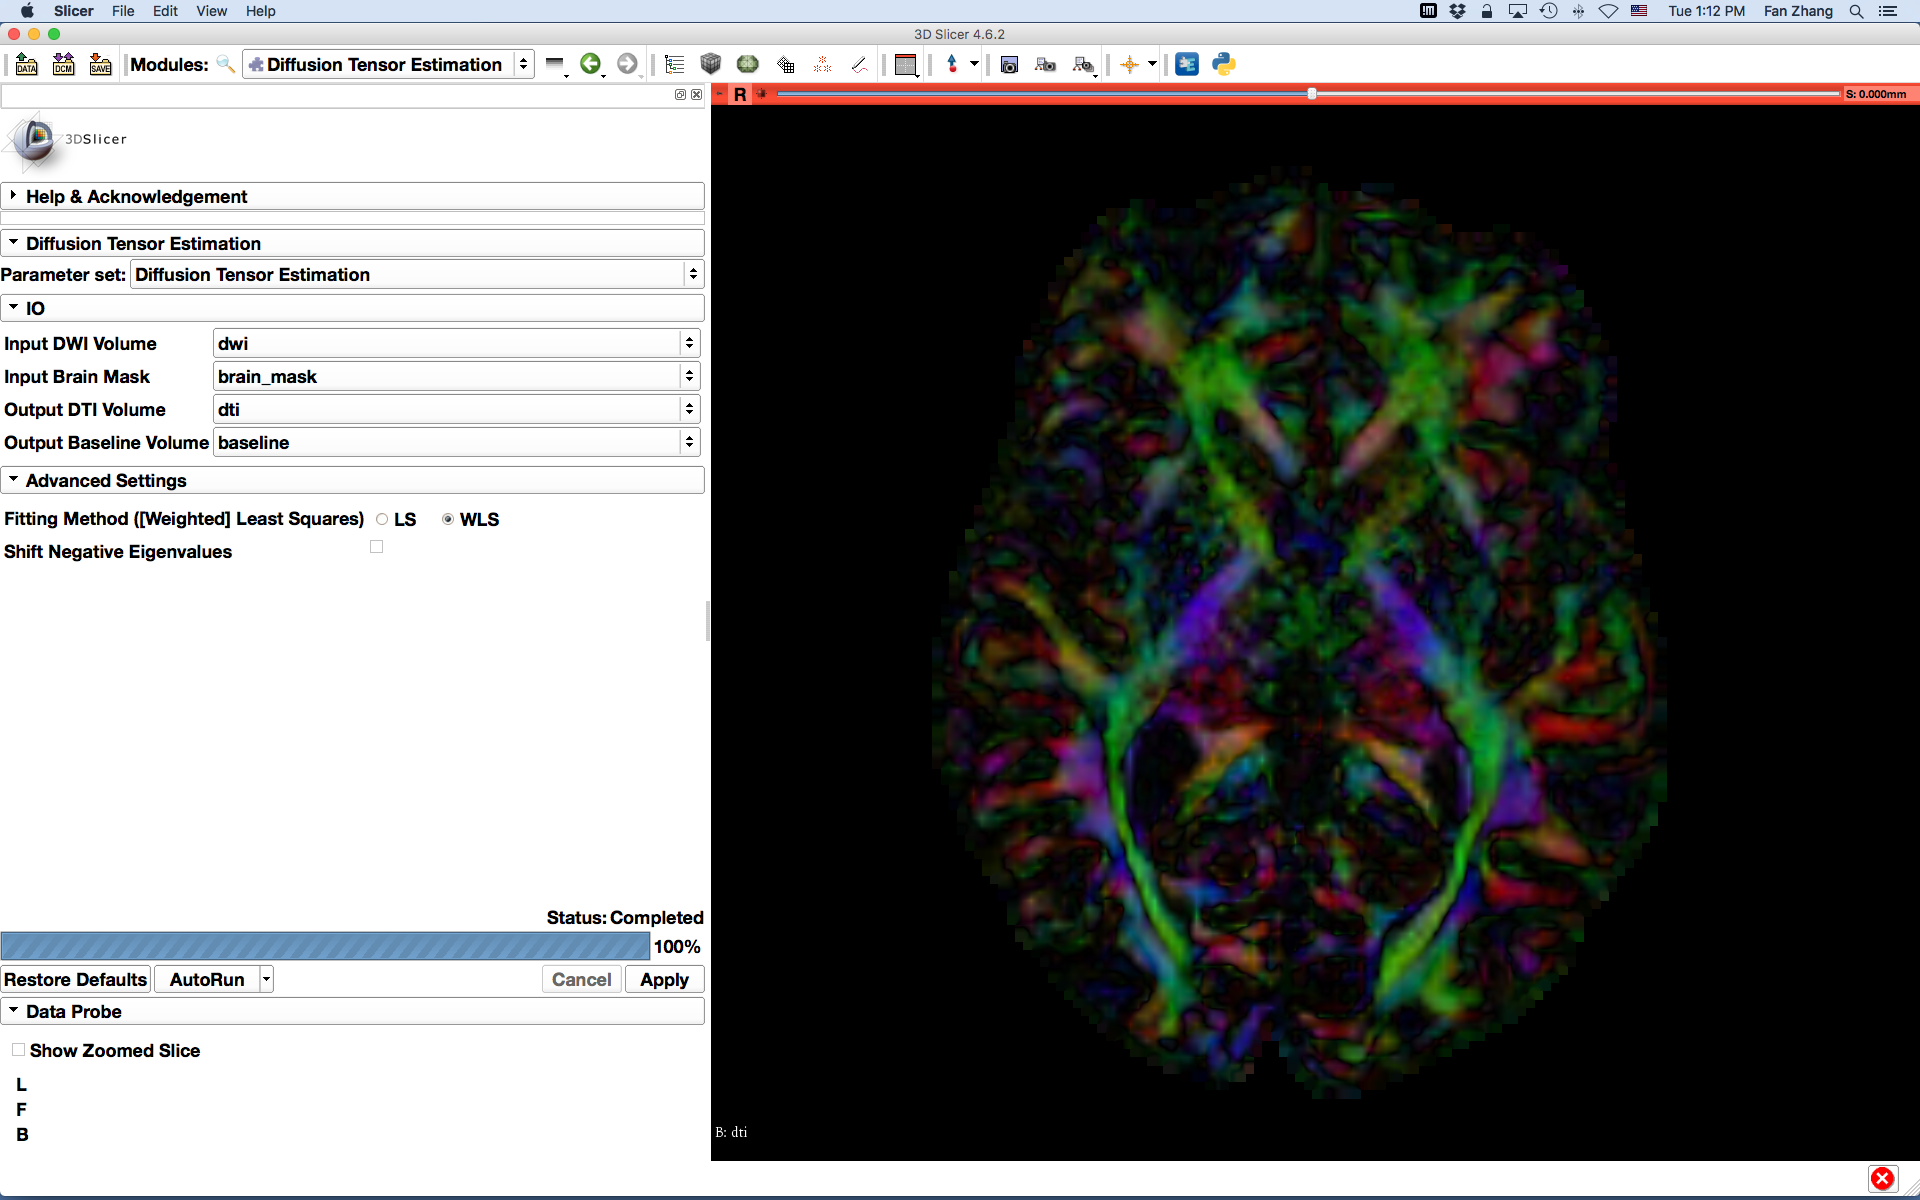 Slicer File Edit View Help Tue 1:12 PM Fan Zhang
3D Slicer 4.6.2
DATA DCM SAVE Modules: Diffusion Tensor Estimation
R S: 0.000mm
3DSlicer
Help & Acknowledgement
Diffusion Tensor Estimation
Parameter set: Diffusion Tensor Estimation
IO
Input DWI Volume dwi
Input Brain Mask brain_mask
Output DTI Volume dti
Output Baseline Volume baseline
Advanced Settings
Fitting Method ([Weighted] Least Squares) LS WLS
Shift Negative Eigenvalues
Status: Completed
100%
Restore Defaults AutoRun Cancel Apply
Data Probe
Show Zoomed Slice
L
F
B
B: dti